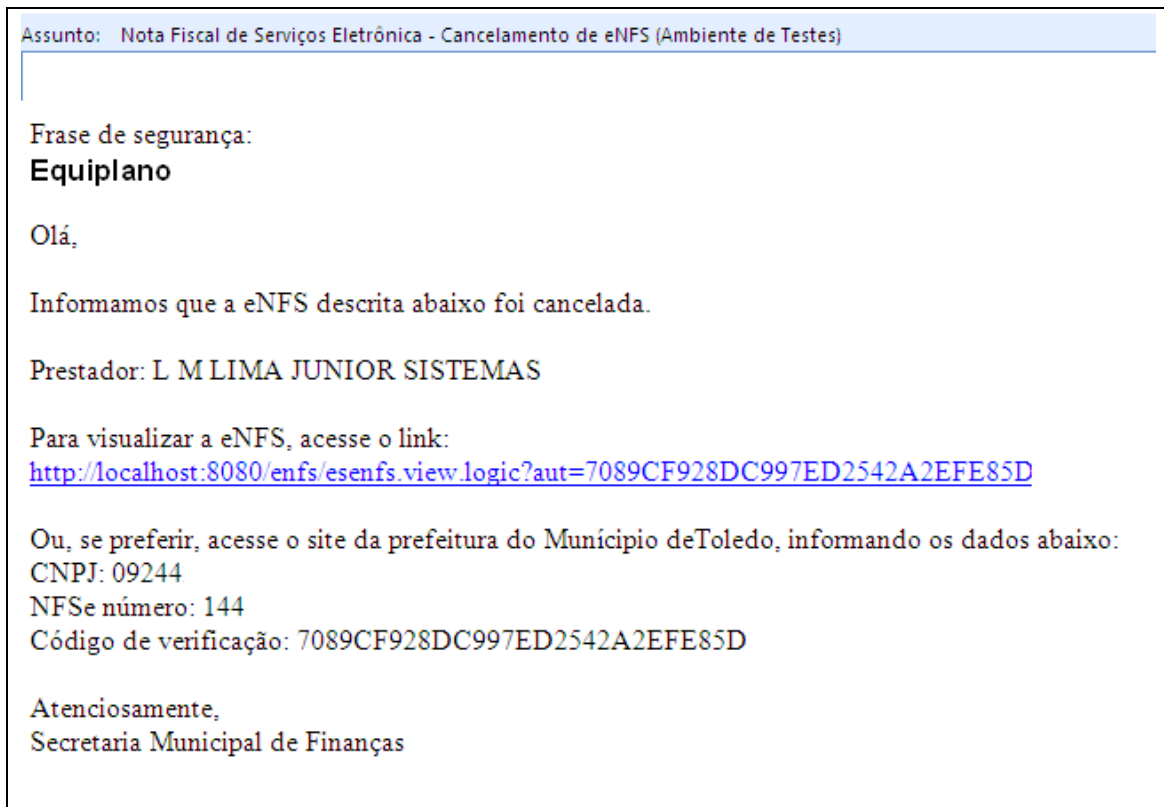 Assunto: Nota Fiscal de Serviços Eletrônica - Cancelamento de eNFS (Ambiente de Testes)
Frase de segurança:
Equiplano
Olá,
Informamos que a eNFS descrita abaixo foi cancelada.
Prestador: L M LIMA JUNIOR SISTEMAS
Para visualizar a eNFS, acesse o link:
http://localhost:8080/enfs/esenfs.view.logic?aut=7089CF928DC997ED2542A2EFE85D
Ou, se preferir, acesse o site da prefeitura do Munícipio deToledo, informando os dados abaixo:
CNPJ: 09244
NFSe número: 144
Código de verificação: 7089CF928DC997ED2542A2EFE85D
Atenciosamente,
Secretaria Municipal de Finanças